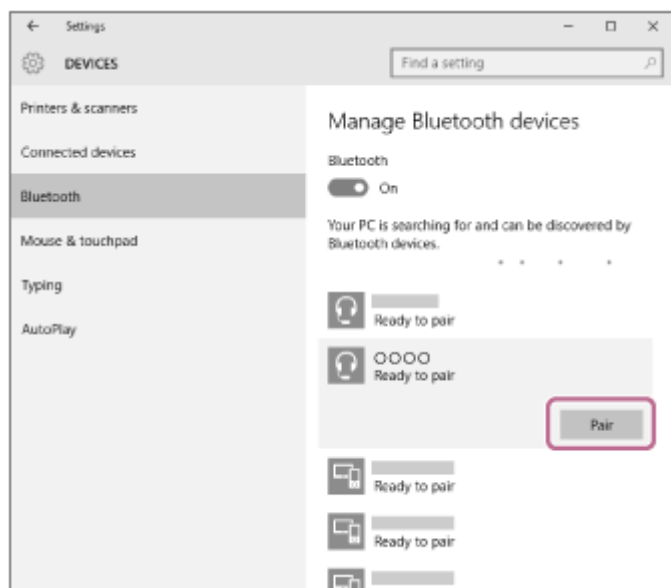 Settings
DEVICES
Find a setting
Printers & scanners
Connected devices
Bluetooth
Mouse & touchpad
Typing
AutoPlay
Manage Bluetooth devices
Bluetooth
On
Your PC is searching for and can be discovered by
Bluetooth devices.
Ready to pair
OOOO
Ready to pair
Pair
Ready to pair
Ready to pair